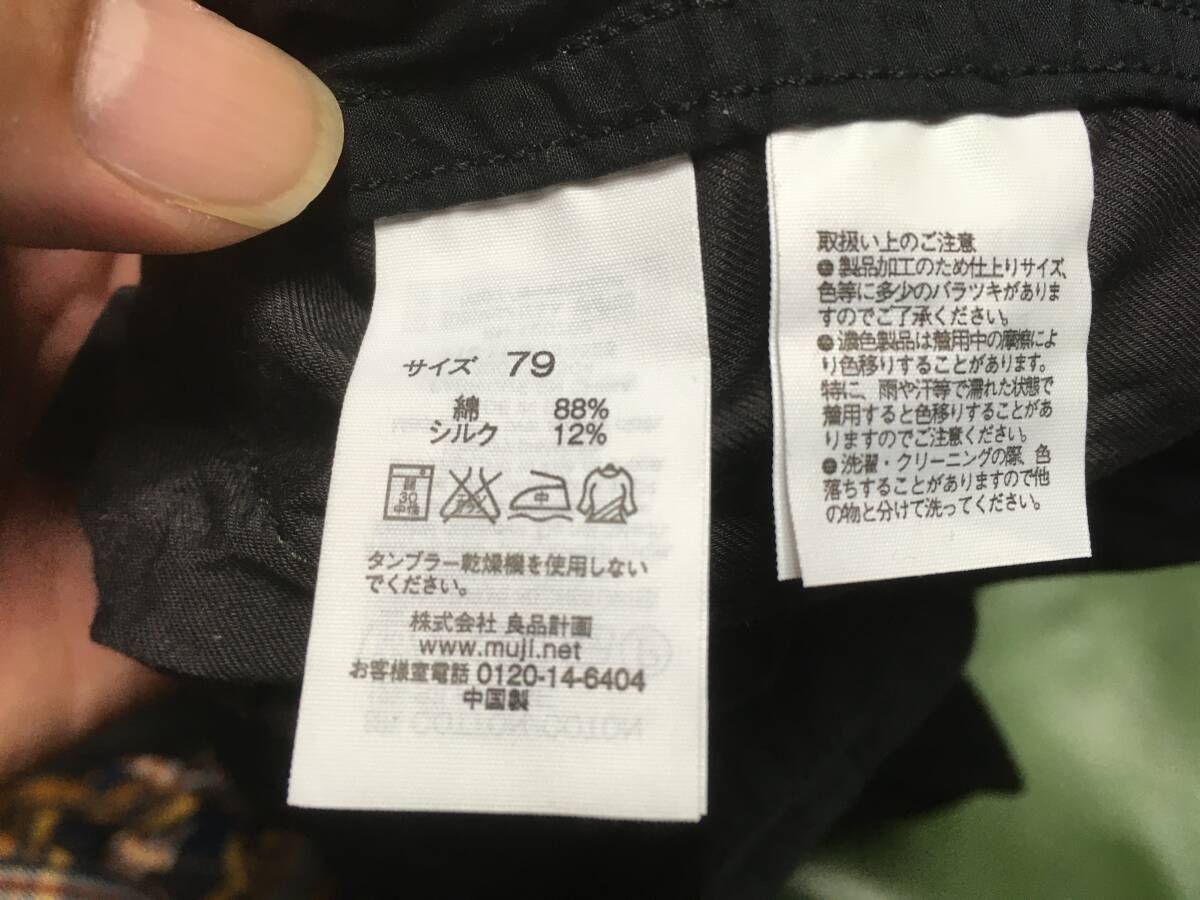 サイズ 79
綿 88%
シルク 12%
弱
30
中性
中
タンブラー乾燥機を使用しない
でください。
株式会社 良品計画
www.muji.net
お客様室電話 0120-14-6404
中国製
取扱い上のご注意
●製品加工のため仕上りサイズ、
色等に多少のバラツキがありま
すのでご了承ください。
●濃色製品は着用中の摩擦によ
り色移りすることがあります。
特に、雨や汗等で濡れた状態で
着用すると色移りすることがあ
りますのでご注意ください。
●洗濯・クリーニングの際、色
落ちすることがありますので他
の物と分けて洗ってください。